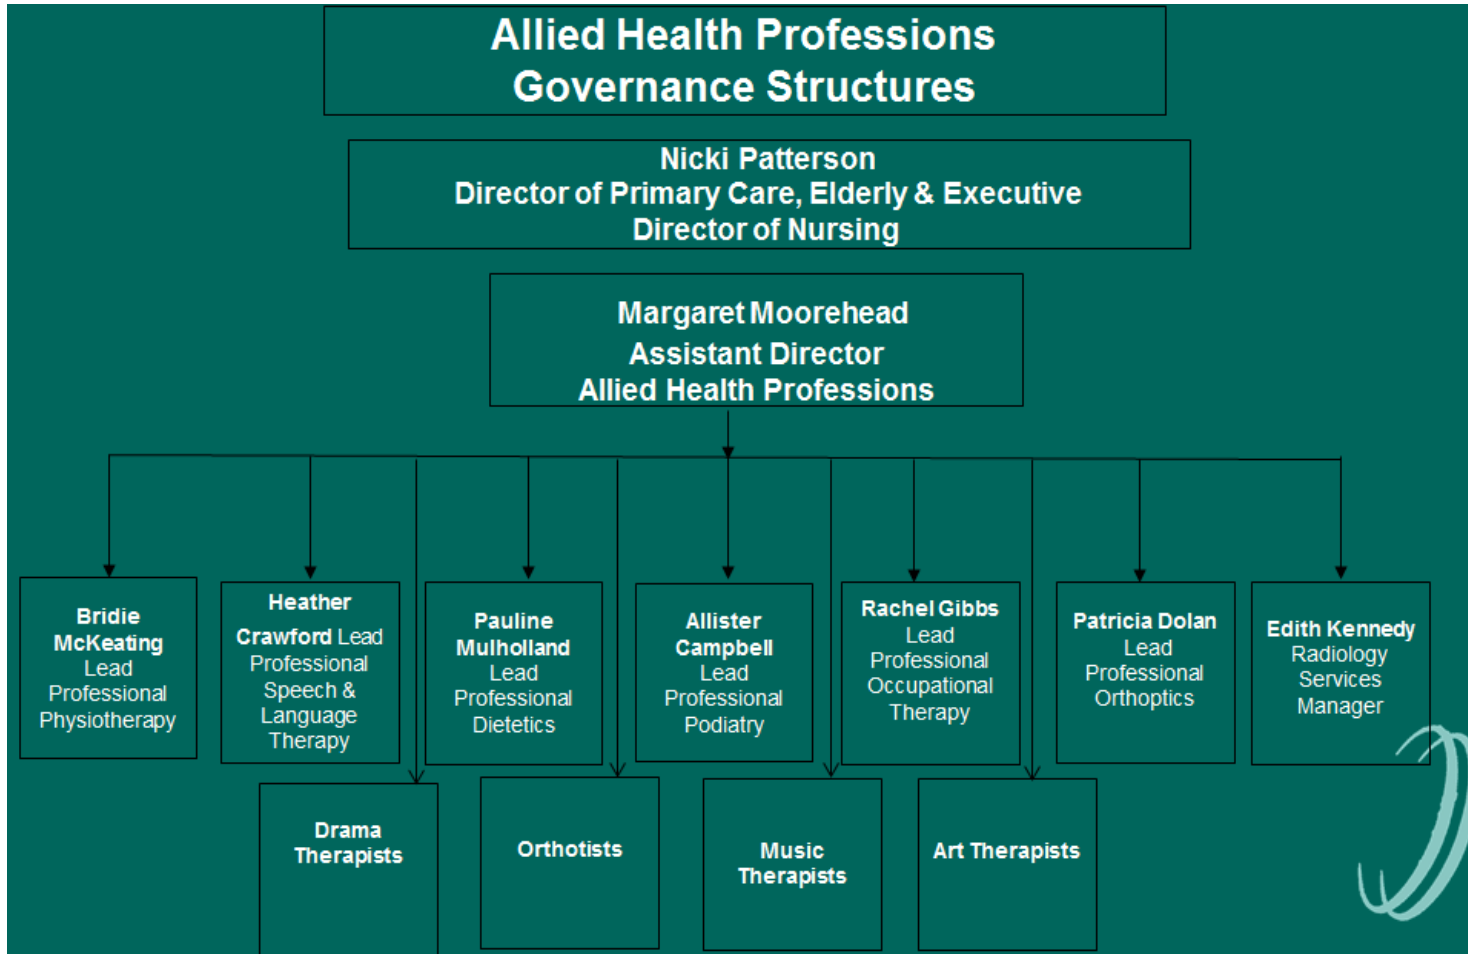 Allied Health Professions
Governance Structures
Nicki Patterson
Director of Primary Care, Elderly & Executive
Director of Nursing
Margaret Moorehead
Assistant Director
Allied Health Professions
Bridie
McKeating
Lead
Professional
Physiotherapy
Heather
Crawford Lead
Professional
Speech &
Language
Therapy
Pauline
Mulholland
Lead
Professional
Dietetics
Allister
Campbell
Lead
Professional
Podiatry
Rachel Gibbs
Lead
Professional
Occupational
Therapy
Patricia Dolan
Lead
Professional
Orthoptics
Edith Kennedy
Radiology
Services
Manager
Drama
Therapists
Orthotists
Music
Therapists
Art Therapists